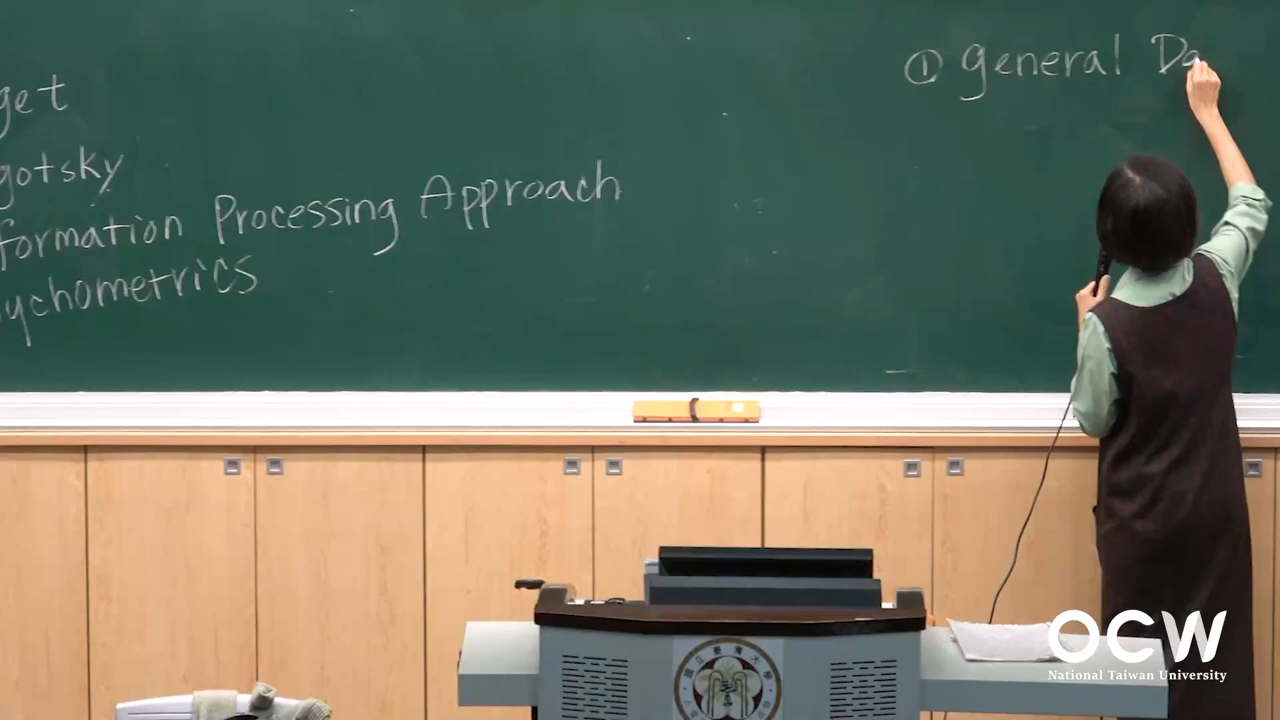 get
gotsky
formation Processing Approach
ychometrics
① general Da
OCW
National Taiwan University